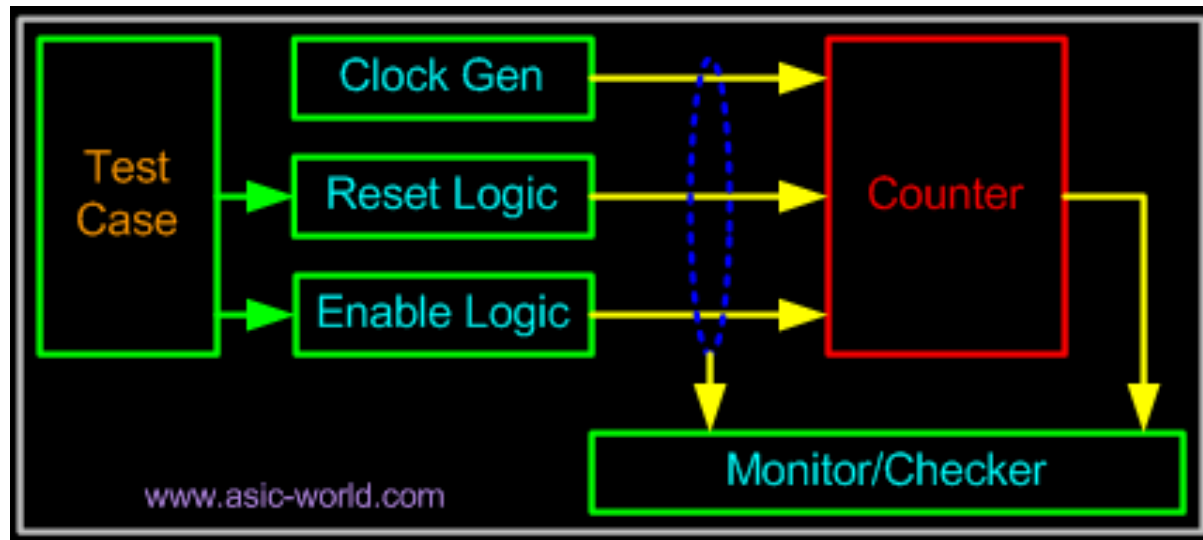 Clock Gen
Test
Case
Reset Logic
Counter
Enable Logic
Monitor/Checker
www.asic-world.com